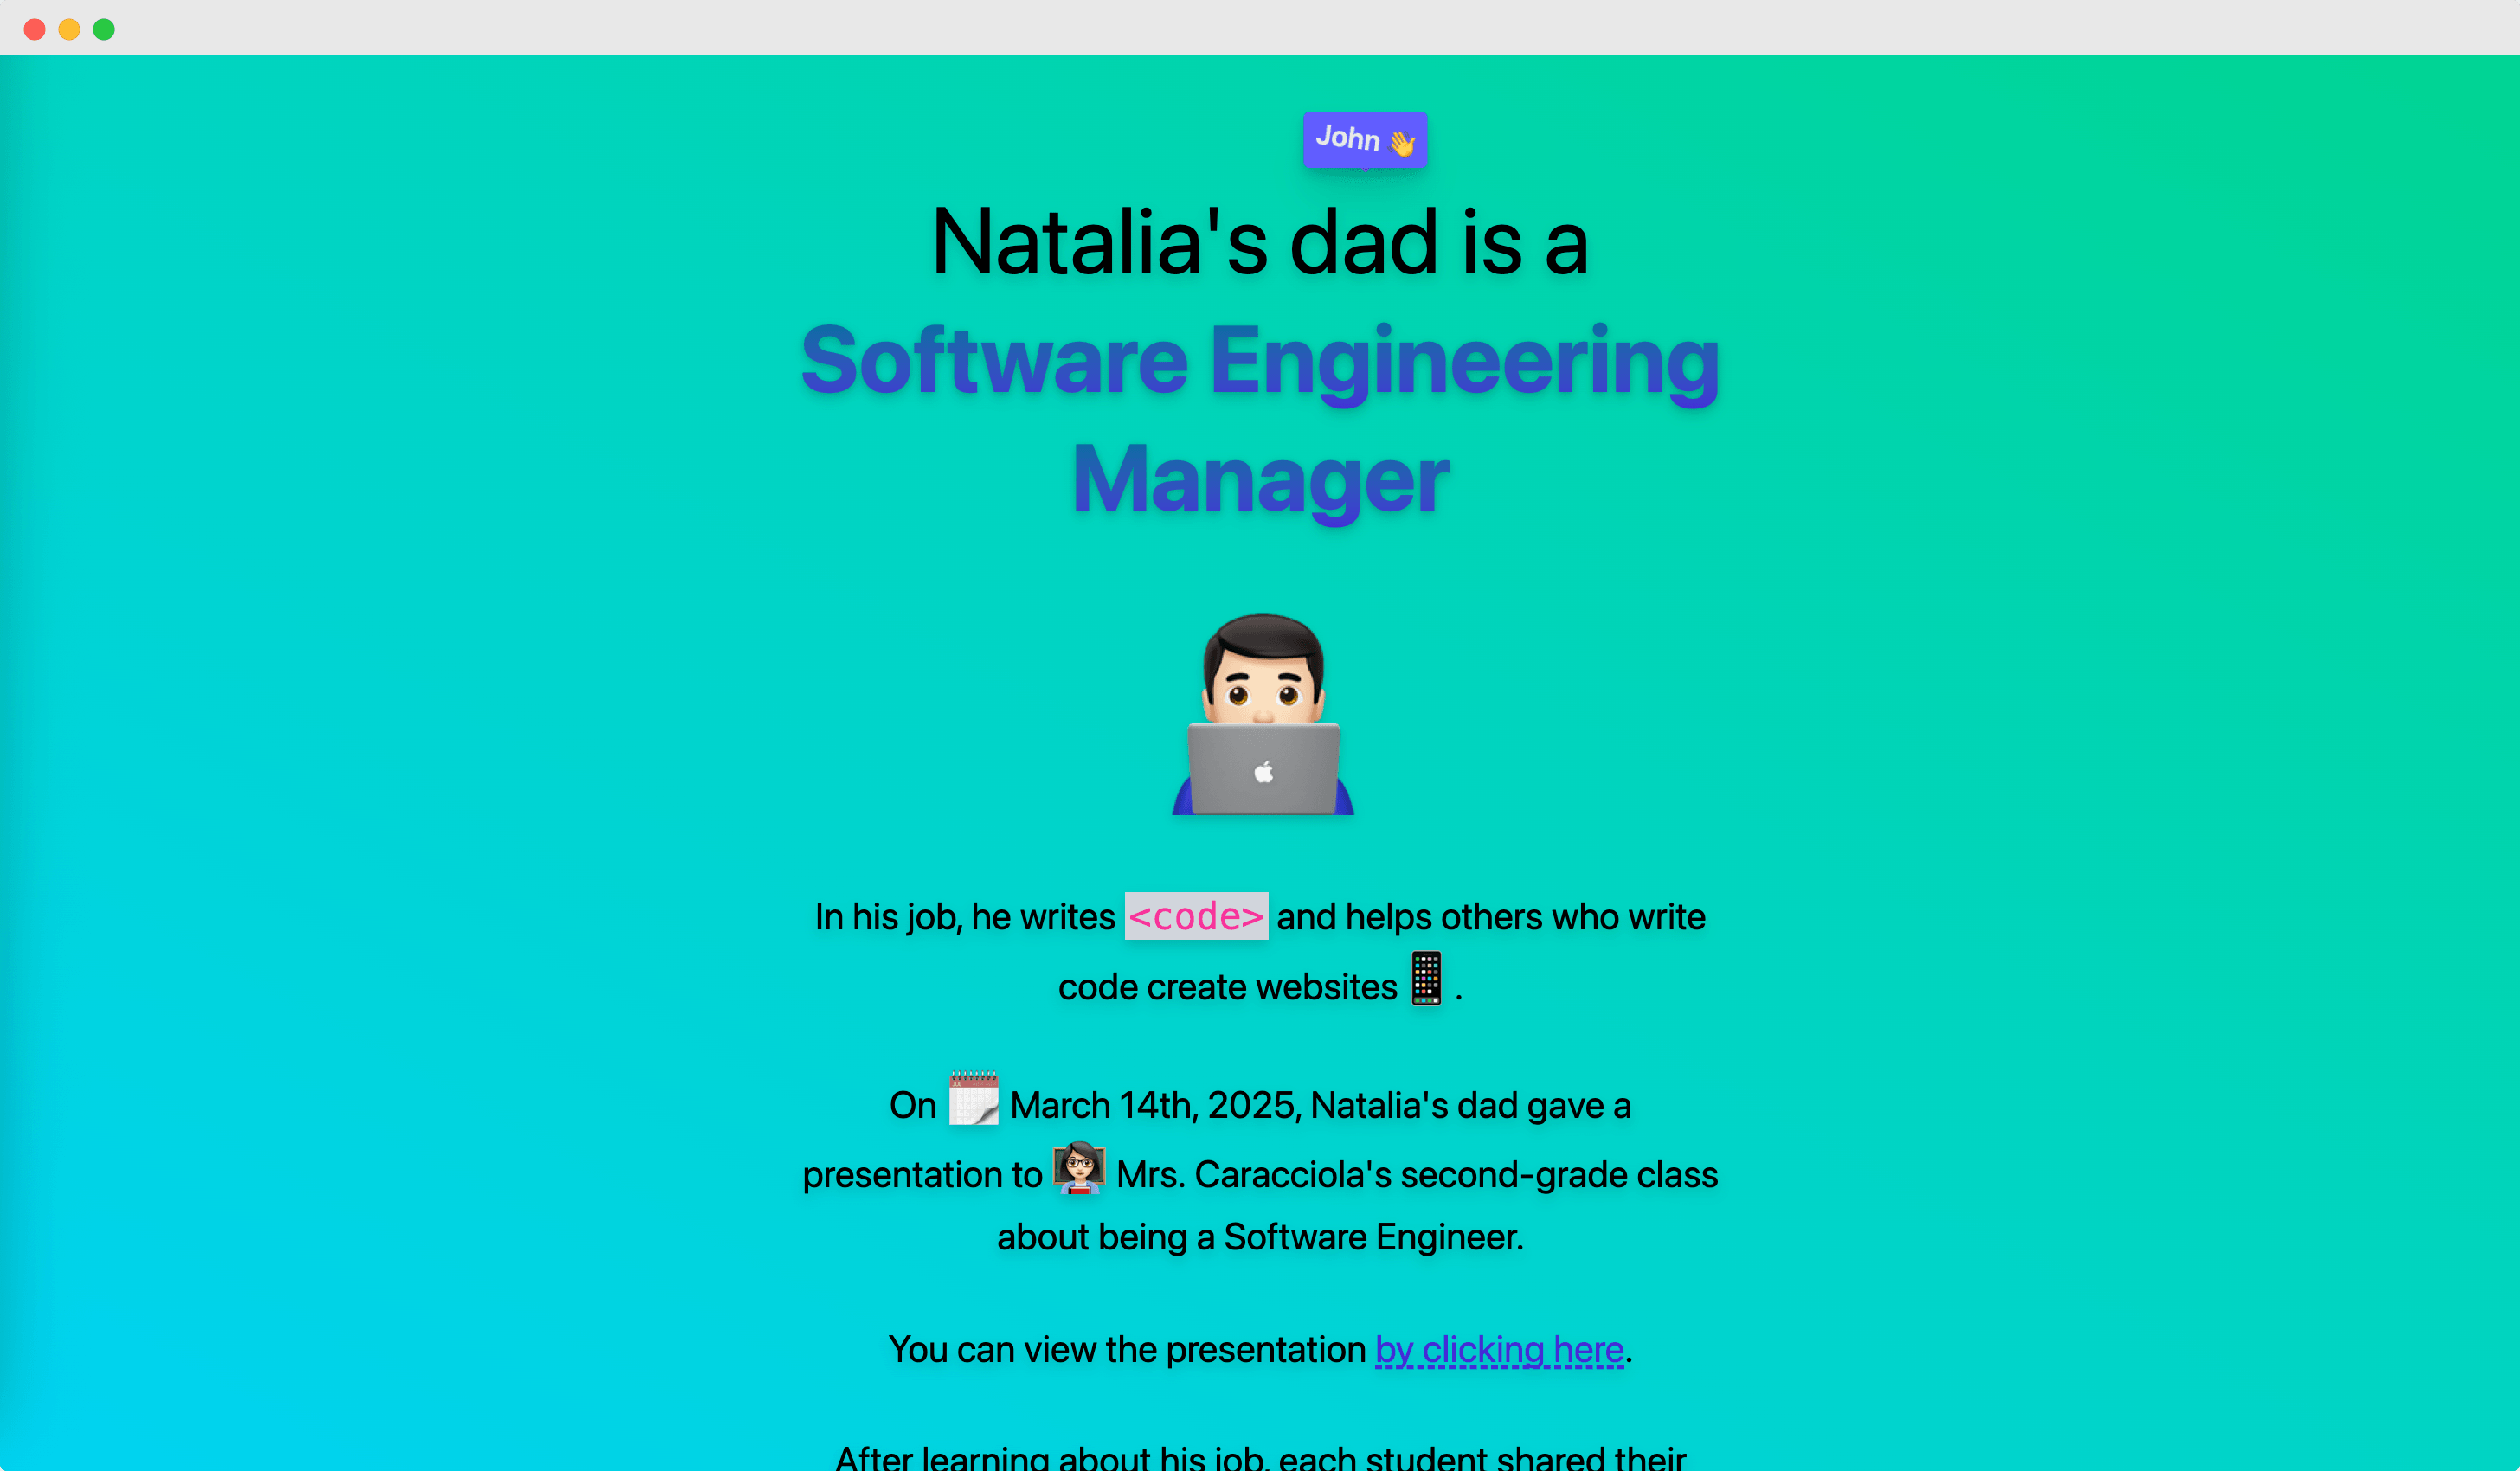 John 👋
Natalia's dad is a
Software Engineering
Manager
In his job, he writes <code> and helps others who write
code create websites 📱.
On 🗓️ March 14th, 2025, Natalia's dad gave a
presentation to 👩🏻‍🏫 Mrs. Caracciola's second-grade class
about being a Software Engineer.
You can view the presentation by clicking here.
After learning about his job, each student shared their